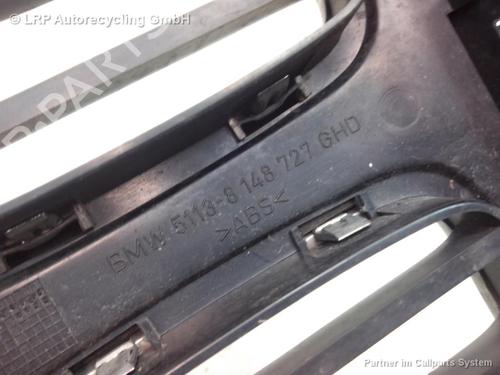 © LRP Autorecycling GmbH
BMW 5113-8 148 727 GHD
>ABS<
Partner im Callparts System